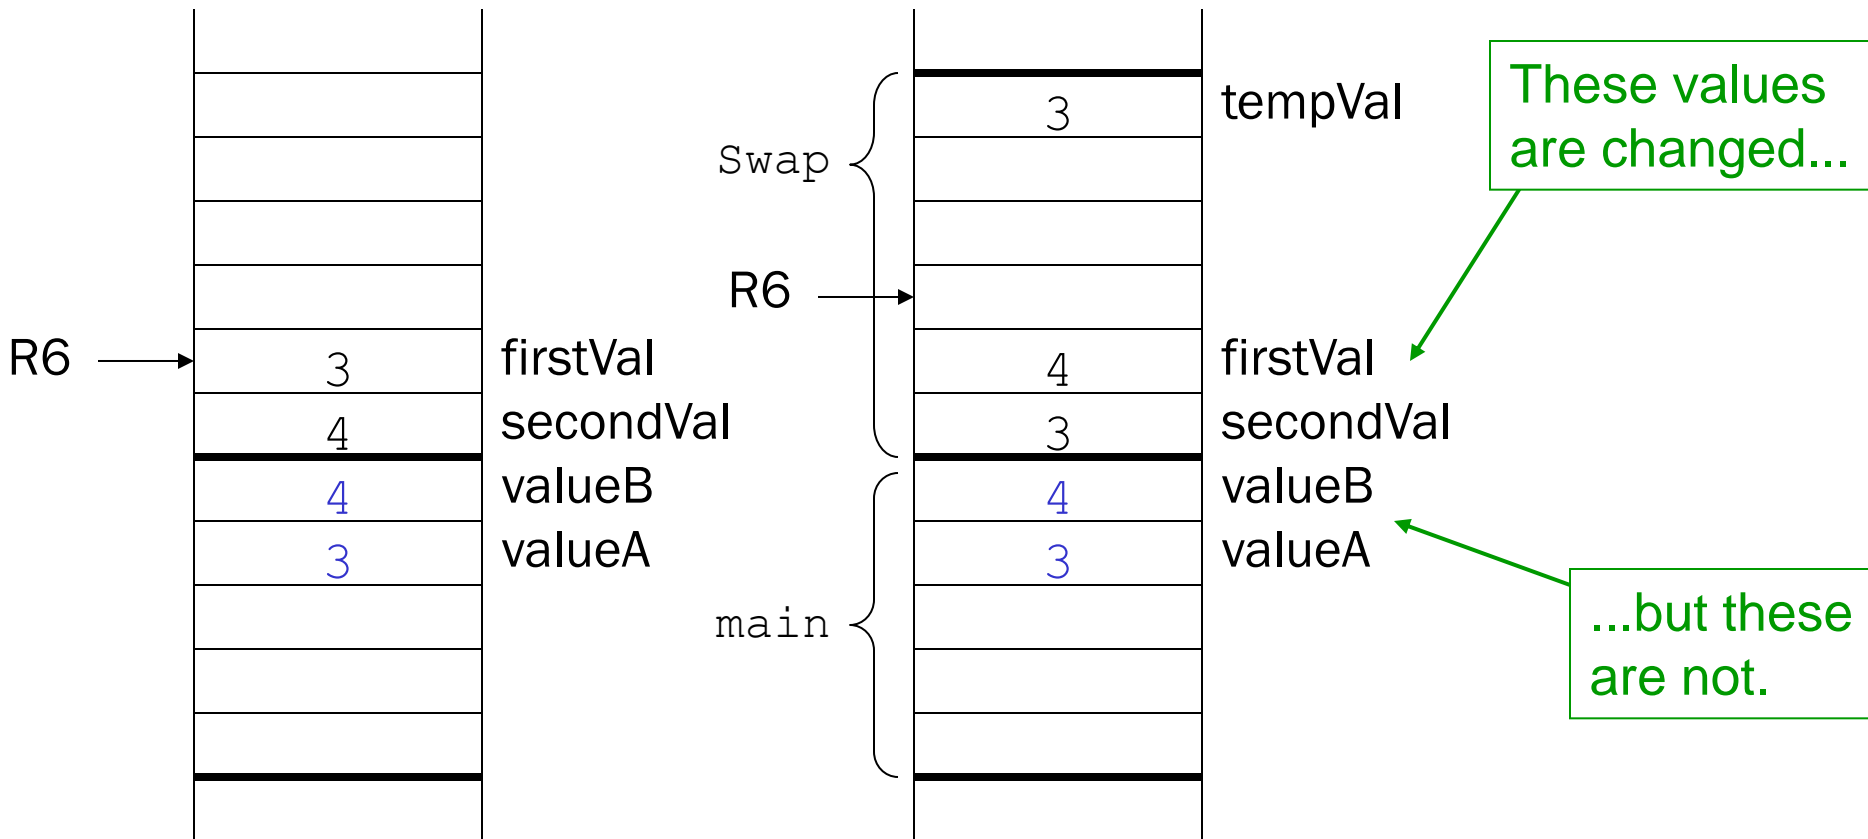 R6
3 firstVal
4 secondVal
4 valueB
3 valueA
Swap
R6
main
3 tempVal
4 firstVal
3 secondVal
4 valueB
3 valueA
These values
are changed...
...but these
are not.